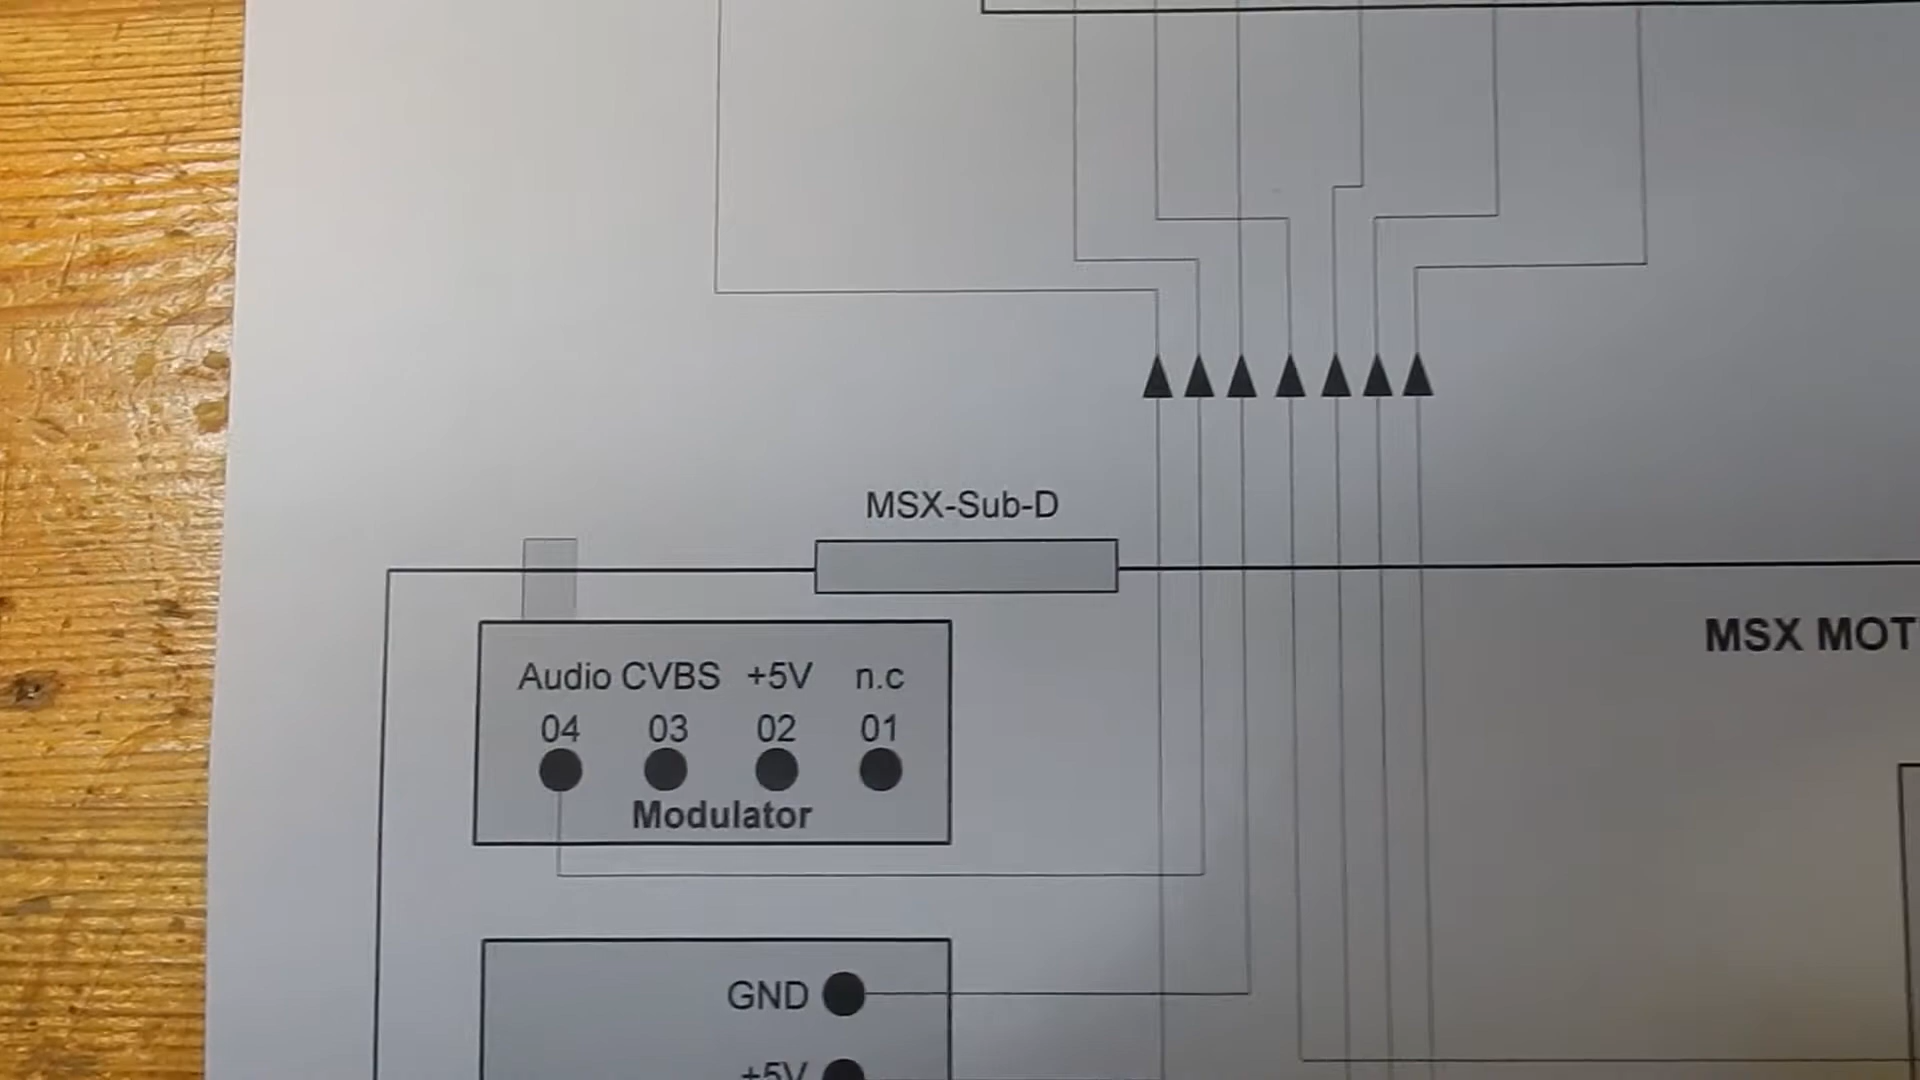 MSX-Sub-D
MSX MOT
Audio CVBS +5V n.c
04 03 02 01
Modulator
GND
+5V